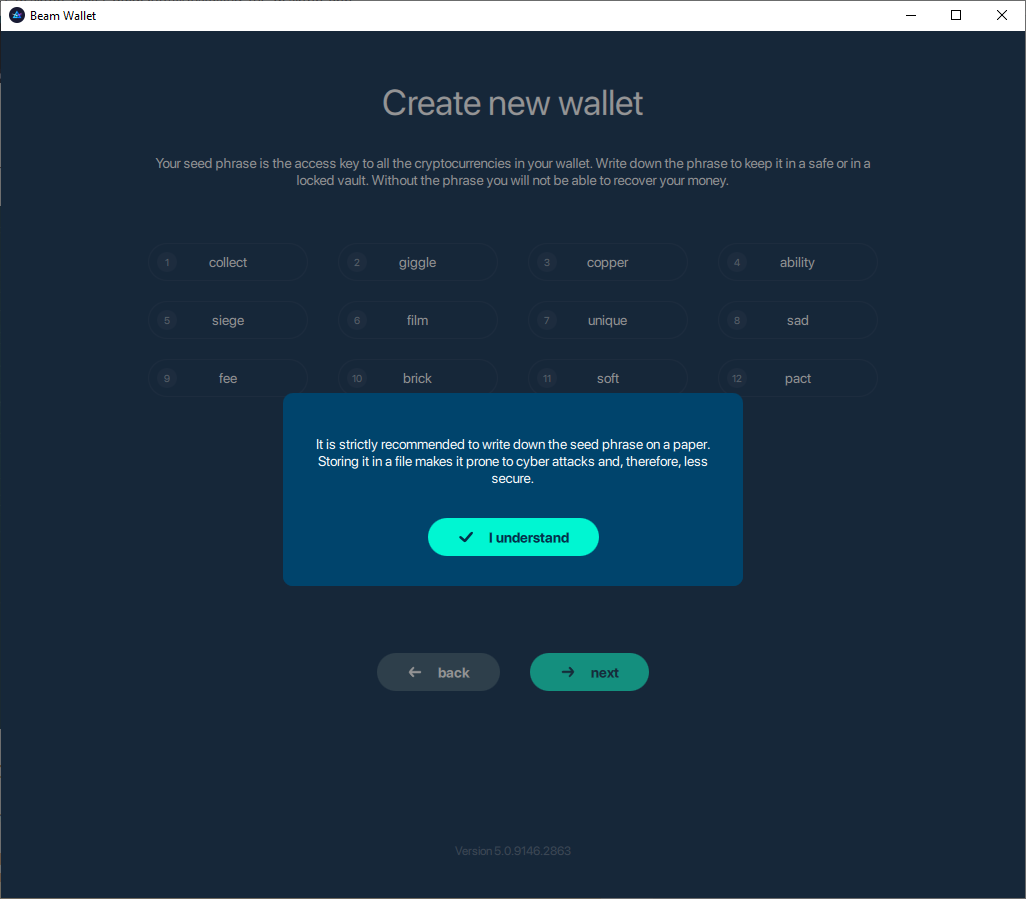 Beam Wallet
Create new wallet
Your seed phrase is the access key to all the cryptocurrencies in your wallet. Write down the phrase to keep it in a safe or in a
locked vault. Without the phrase you will not be able to recover your money.
1 collect 2 giggle 3 copper 4 ability
5 siege 6 film 7 unique 8 sad
9 fee 10 brick 11 soft 12 pact
It is strictly recommended to write down the seed phrase on a paper.
Storing it in a file makes it prone to cyber attacks and, therefore, less
secure.
I understand
back next
Version 5.0.9146.2863